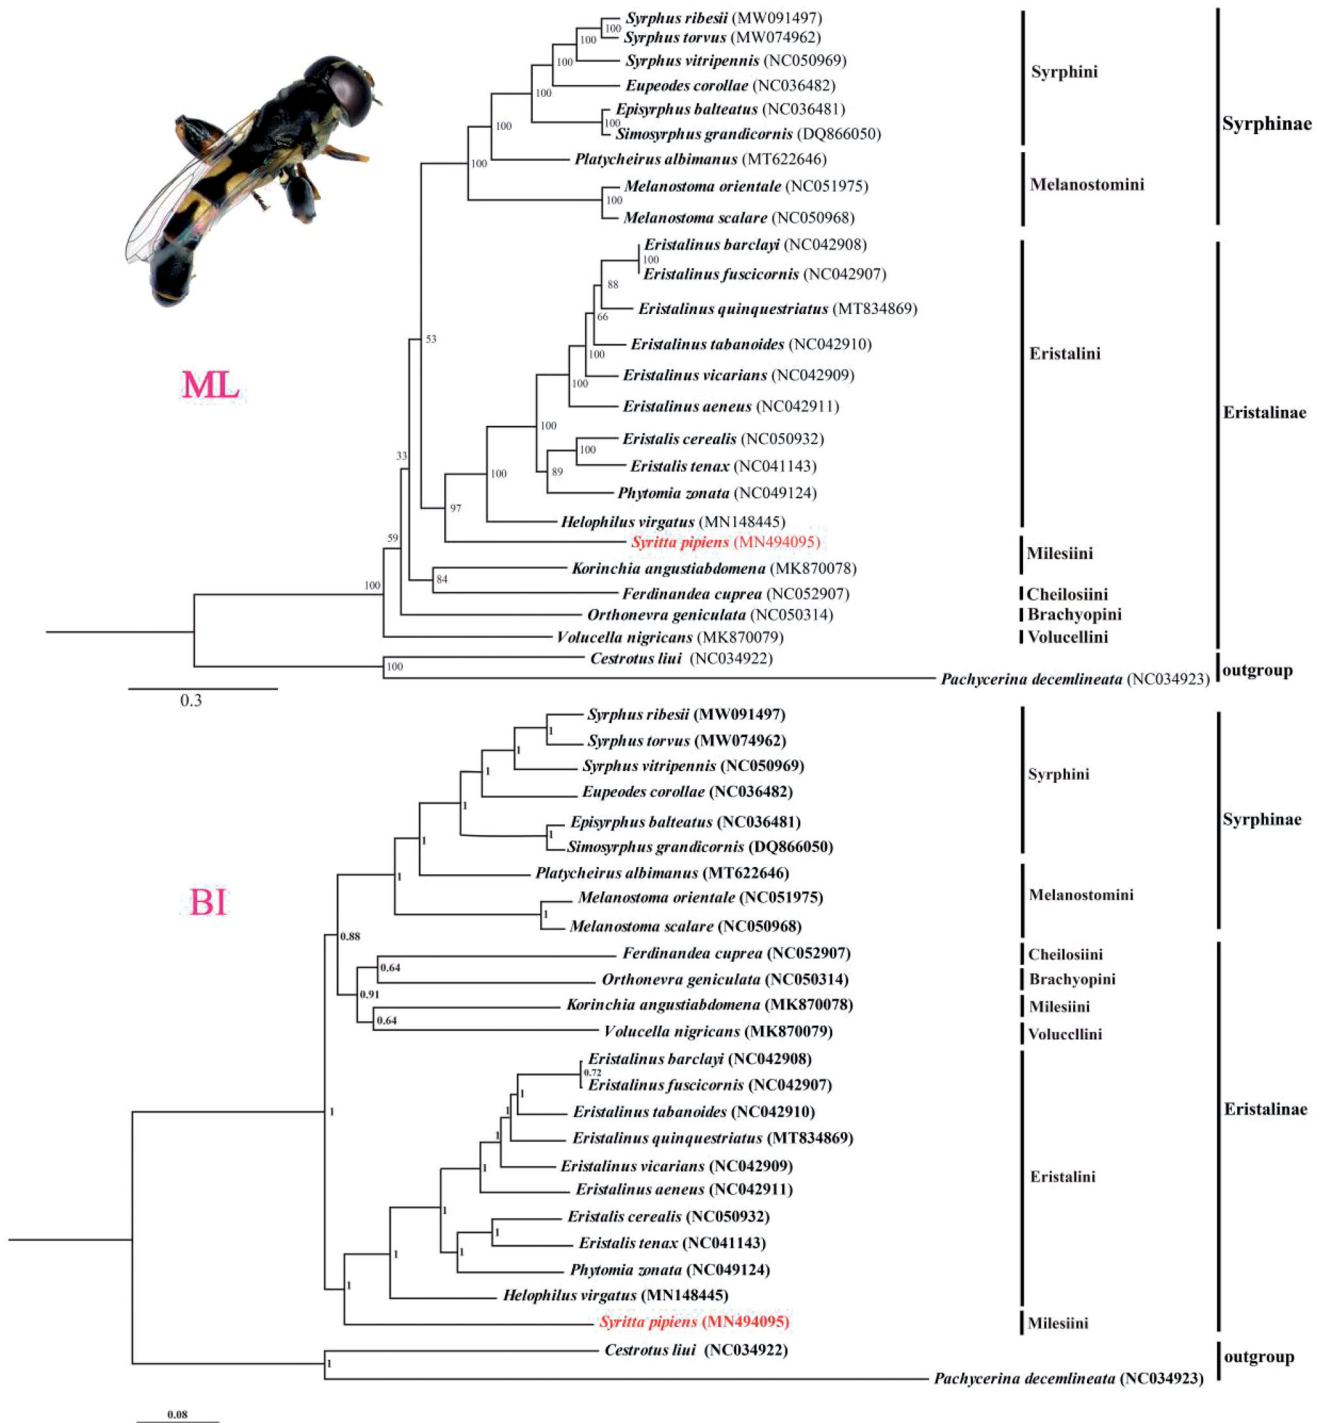 Syrphus ribesii (MW091497)
100
Syrphus torvus (MW074962)
100
Syrphus vitripennis (NC050969)
100
Syrphini
Eupeodes corollae (NC036482)
100
Episyrphus balteatus (NC036481)
100
Simosyrphus grandicornis (DQ866050)
100
Syrphinae
Platycheirus albimanus (MT622646)
100
Melanostoma orientale (NC051975)
Melanostomini
100
Melanostoma scalare (NC050968)
Eristalinus barclayi (NC042908)
100
Eristalinus fuscicornis (NC042907)
88
Eristalinus quinquestriatus (MT834869)
66
53
Eristalinus tabanoides (NC042910)
100
Eristalini
Eristalinus vicarians (NC042909)
100
ML
Eristalinus aeneus (NC042911)
Eristalinae
100
Eristalis cerealis (NC050932)
100
33
Eristalis tenax (NC041143)
89
100
Phytomia zonata (NC049124)
97
Helophilus virgatus (MN148445)
59
Syritta pipiens (MN494095)
Milesiini
Korinchia angustiabdomena (MK870078)
84
100
Ferdinandea cuprea (NC052907)
Cheilosiini
Orthonevra geniculata (NC050314)
Brachyopini
Volucella nigricans (MK870079)
Volucellini
Cestrotus liui (NC034922)
100
outgroup
Pachycerina decemlineata (NC034923)
0.3
Syrphus ribesii (MW091497)
1
Syrphus torvus (MW074962)
1
Syrphus vitripennis (NC050969)
1
Syrphini
Eupeodes corollae (NC036482)
1
Episyrphus balteatus (NC036481)
1
Syrphinae
Simosyrphus grandicornis (DQ866050)
1
Platycheirus albimanus (MT622646)
1
Melanostoma orientale (NC051975)
Melanostomini
1
BI
Melanostoma scalare (NC050968)
0.88
Ferdinandea cuprea (NC052907)
Cheilosiini
0.64
Orthonevra geniculata (NC050314)
Brachyopini
0.91
Korinchia angustiabdomena (MK870078)
Milesiini
0.64
Volucella nigricans (MK870079)
Voluccllini
Eristalinus barclayi (NC042908)
0.72
Eristalinus fuscicornis (NC042907)
1
Eristalinus tabanoides (NC042910)
1
1
Eristalinae
Eristalinus quinquestriatus (MT834869)
1
Eristalinus vicarians (NC042909)
1
Eristalini
Eristalinus aeneus (NC042911)
1
Eristalis cerealis (NC050932)
1
Eristalis tenax (NC041143)
1
1
Phytomia zonata (NC049124)
1
Helophilus virgatus (MN148445)
Syritta pipiens (MN494095)
Milesiini
Cestrotus liui (NC034922)
1
outgroup
Pachycerina decemlineata (NC034923)
0.08